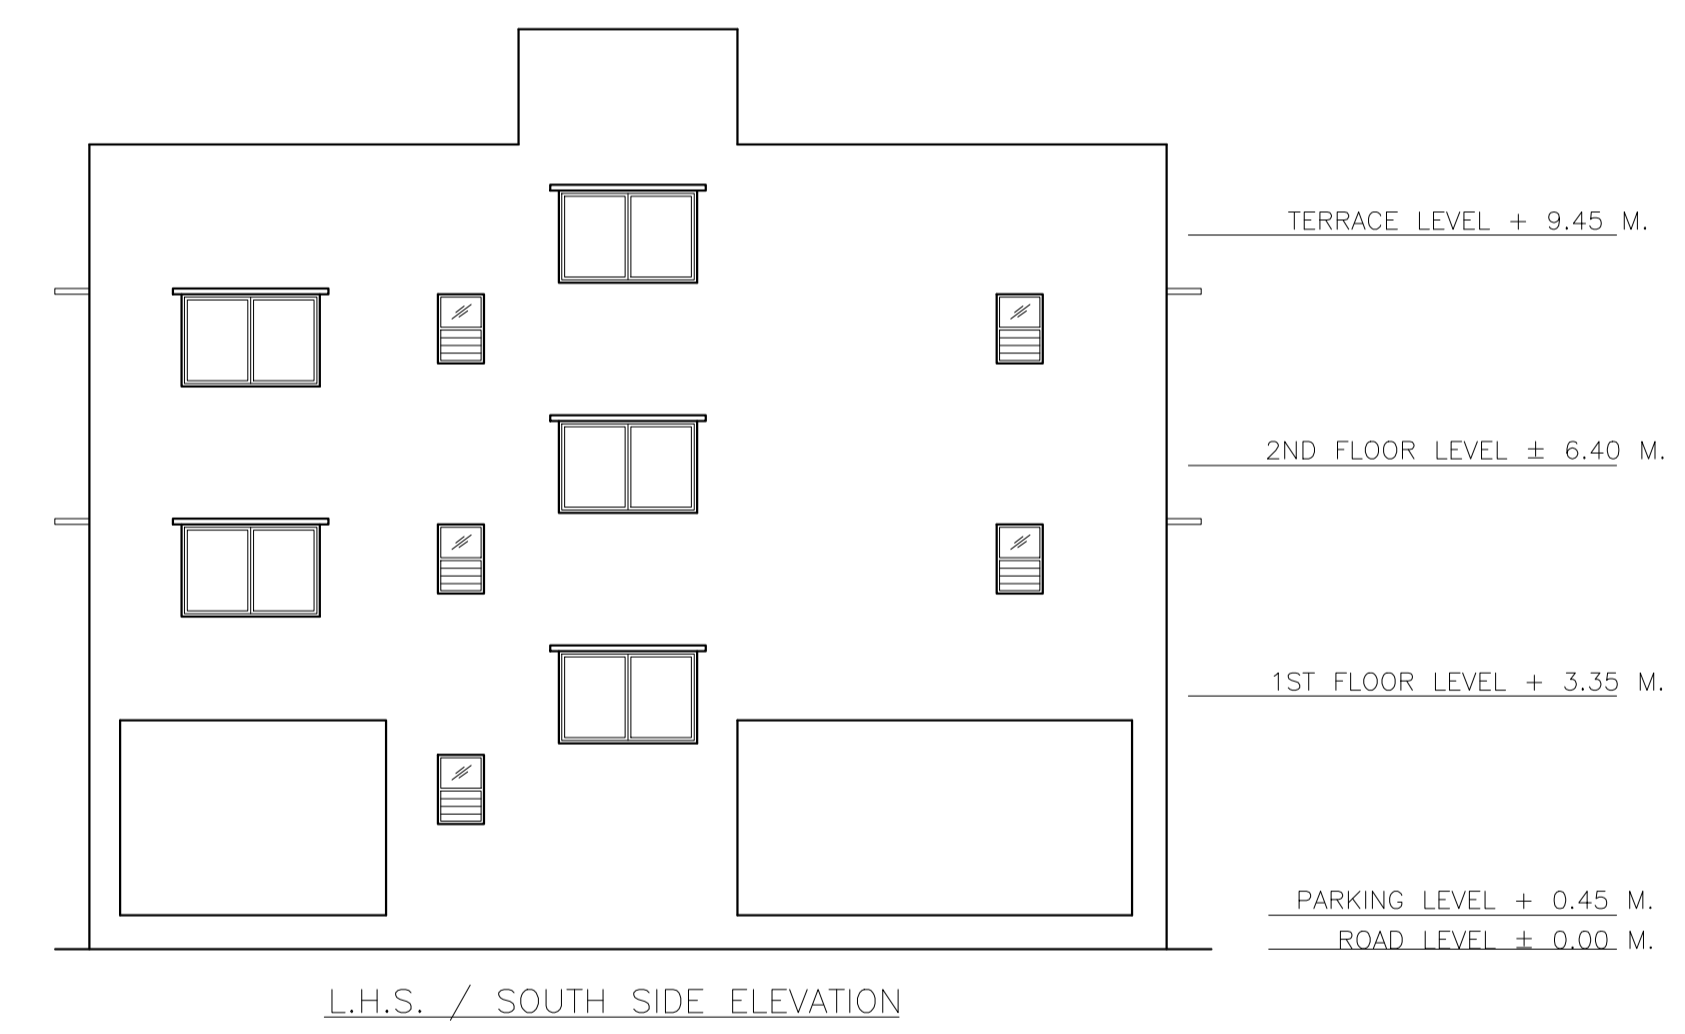 TERRACE LEVEL + 9.45 M.
2ND FLOOR LEVEL ± 6.40 M.
1ST FLOOR LEVEL + 3.35 M.
PARKING LEVEL + 0.45 M.
ROAD LEVEL ± 0.00 M.
L.H.S. / SOUTH SIDE ELEVATION